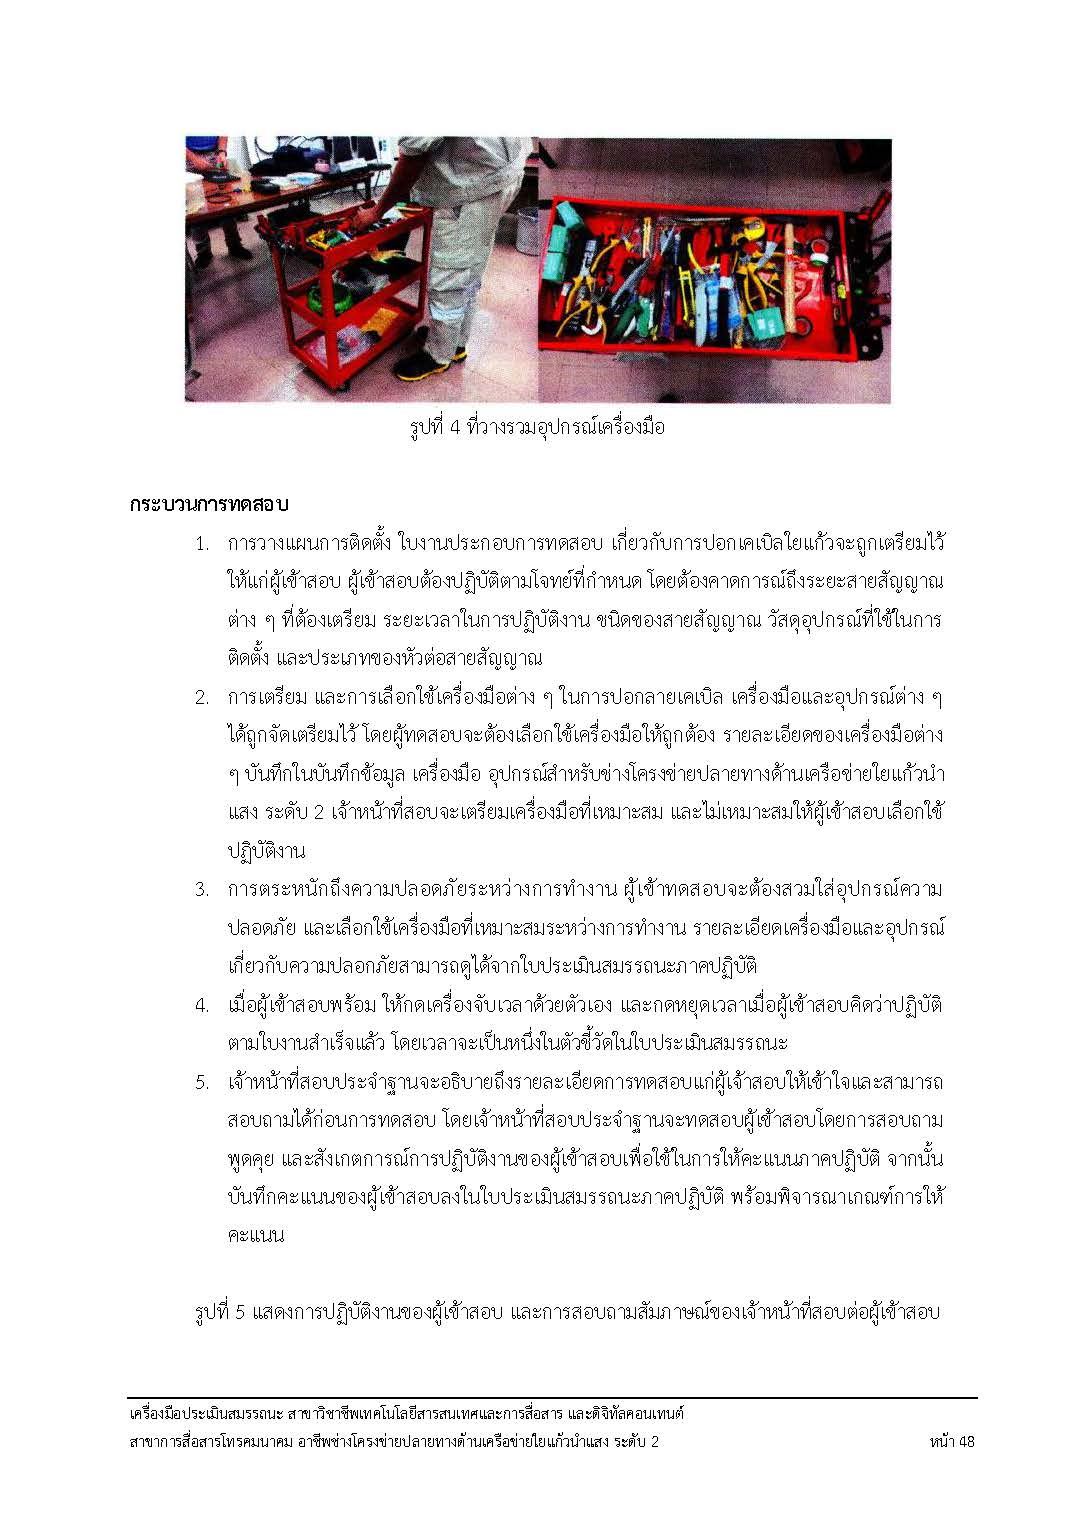 รูปที่ 4 ที่วางรวมอุปกรณ์เครื่องมือ
กระบวนการทดสอบ
1. การวางแผนการติดตั้ง ใบงานประกอบการทดสอบ เกี่ยวกับการปอกเคเบิลใยแก้วจะถูกเตรียมไว้
ให้แก่ผู้เข้าสอบ ผู้เข้าสอบต้องปฏิบัติตามโจทย์ที่กำหนด โดยต้องคาดการณ์ถึงระยะสายสัญญาณ
ต่าง ๆ ที่ต้องเตรียม ระยะเวลาในการปฏิบัติงาน ชนิดของสายสัญญาณ วัสดุอุปกรณ์ที่ใช้ในการ
ติดตั้ง และประเภทของหัวต่อสายสัญญาณ
2. การเตรียม และการเลือกใช้เครื่องมือต่าง ๆ ในการปอกลายเคเบิล เครื่องมือและอุปกรณ์ต่าง ๆ
ได้ถูกจัดเตรียมไว้ โดยผู้ทดสอบจะต้องเลือกใช้เครื่องมือให้ถูกต้อง รายละเอียดของเครื่องมือต่าง
ๆ บันทึกในบันทึกข้อมูล เครื่องมือ อุปกรณ์สำหรับช่างโครงข่ายปลายทางด้านเครือข่ายใยแก้วนำ
แสง ระดับ 2 เจ้าหน้าที่สอบจะเตรียมเครื่องมือที่เหมาะสม และไม่เหมาะสมให้ผู้เข้าสอบเลือกใช้
ปฏิบัติงาน
3. การตระหนักถึงความปลอดภัยระหว่างการทำงาน ผู้เข้าทดสอบจะต้องสวมใส่อุปกรณ์ความ
ปลอดภัย และเลือกใช้เครื่องมือที่เหมาะสมระหว่างการทำงาน รายละเอียดเครื่องมือและอุปกรณ์
เกี่ยวกับความปลอกภัยสามารถดูได้จากใบประเมินสมรรถนะภาคปฏิบัติ
4. เมื่อผู้เข้าสอบพร้อม ให้กดเครื่องจับเวลาด้วยตัวเอง และกดหยุดเวลาเมื่อผู้เข้าสอบคิดว่าปฏิบัติ
ตามใบงานสำเร็จแล้ว โดยเวลาจะเป็นหนึ่งในตัวชี้วัดในใบประเมินสมรรถนะ
5. เจ้าหน้าที่สอบประจำฐานจะอธิบายถึงรายละเอียดการทดสอบแก่ผู้เจ้าสอบให้เข้าใจและสามารถ
สอบถามได้ก่อนการทดสอบ โดยเจ้าหน้าที่สอบประจำฐานจะทดสอบผู้เข้าสอบโดยการสอบถาม
พูดคุย และสังเกตการณ์การปฏิบัติงานของผู้เข้าสอบเพื่อใช้ในการให้คะแนนภาคปฏิบัติ จากนั้น
บันทึกคะแนนของผู้เข้าสอบลงในใบประเมินสมรรถนะภาคปฏิบัติ พร้อมพิจารณาเกณฑ์การให้
คะแนน
รูปที่ 5 แสดงการปฏิบัติงานของผู้เข้าสอบ และการสอบถามสัมภาษณ์ของเจ้าหน้าที่สอบต่อผู้เข้าสอบ
เครื่องมือประเมินสมรรถนะ สาขาวิชาชีพเทคโนโลยีสารสนเทศและการสื่อสาร และดิจิทัลคอนเทนต์
สาขาการสื่อสารโทรคมนาคม อาชีพช่างโครงข่ายปลายทางด้านเครือข่ายใยแก้วนำแสง ระดับ 2 หน้า 48